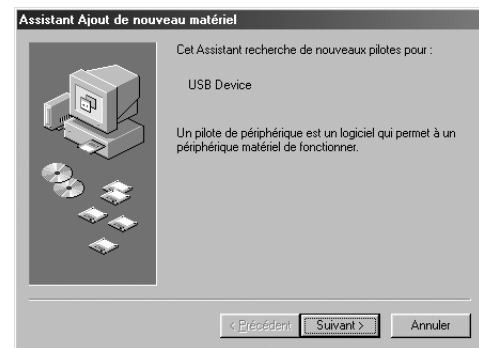 Assistant Ajout de nouveau matériel
Cet Assistant recherche de nouveaux pilotes pour :
USB Device
Un pilote de périphérique est un logiciel qui permet à un
périphérique matériel de fonctionner.
< Précédent
Suivant >
Annuler